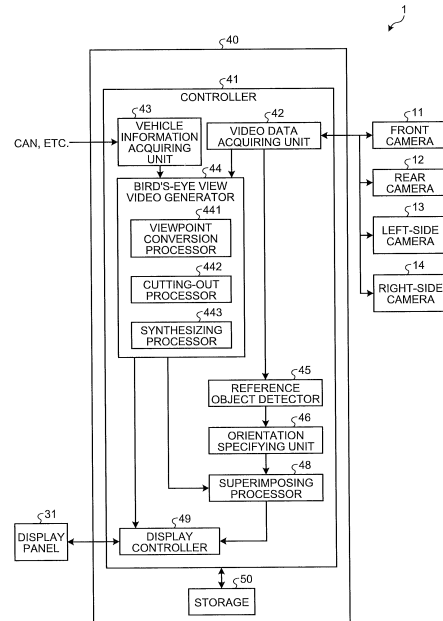 1
40
41
CONTROLLER
43
VEHICLE
INFORMATION
ACQUIRING
UNIT
42
VIDEO DATA
ACQUIRING UNIT
CAN, ETC.
11
FRONT
CAMERA
12
REAR
CAMERA
13
LEFT-SIDE
CAMERA
14
RIGHT-SIDE
CAMERA
44
BIRD'S-EYE VIEW
VIDEO GENERATOR
441
VIEWPOINT
CONVERSION
PROCESSOR
442
CUTTING-OUT
PROCESSOR
443
SYNTHESIZING
PROCESSOR
45
REFERENCE
OBJECT DETECTOR
46
ORIENTATION
SPECIFYING UNIT
48
SUPERIMPOSING
PROCESSOR
49
DISPLAY
CONTROLLER
31
DISPLAY
PANEL
50
STORAGE